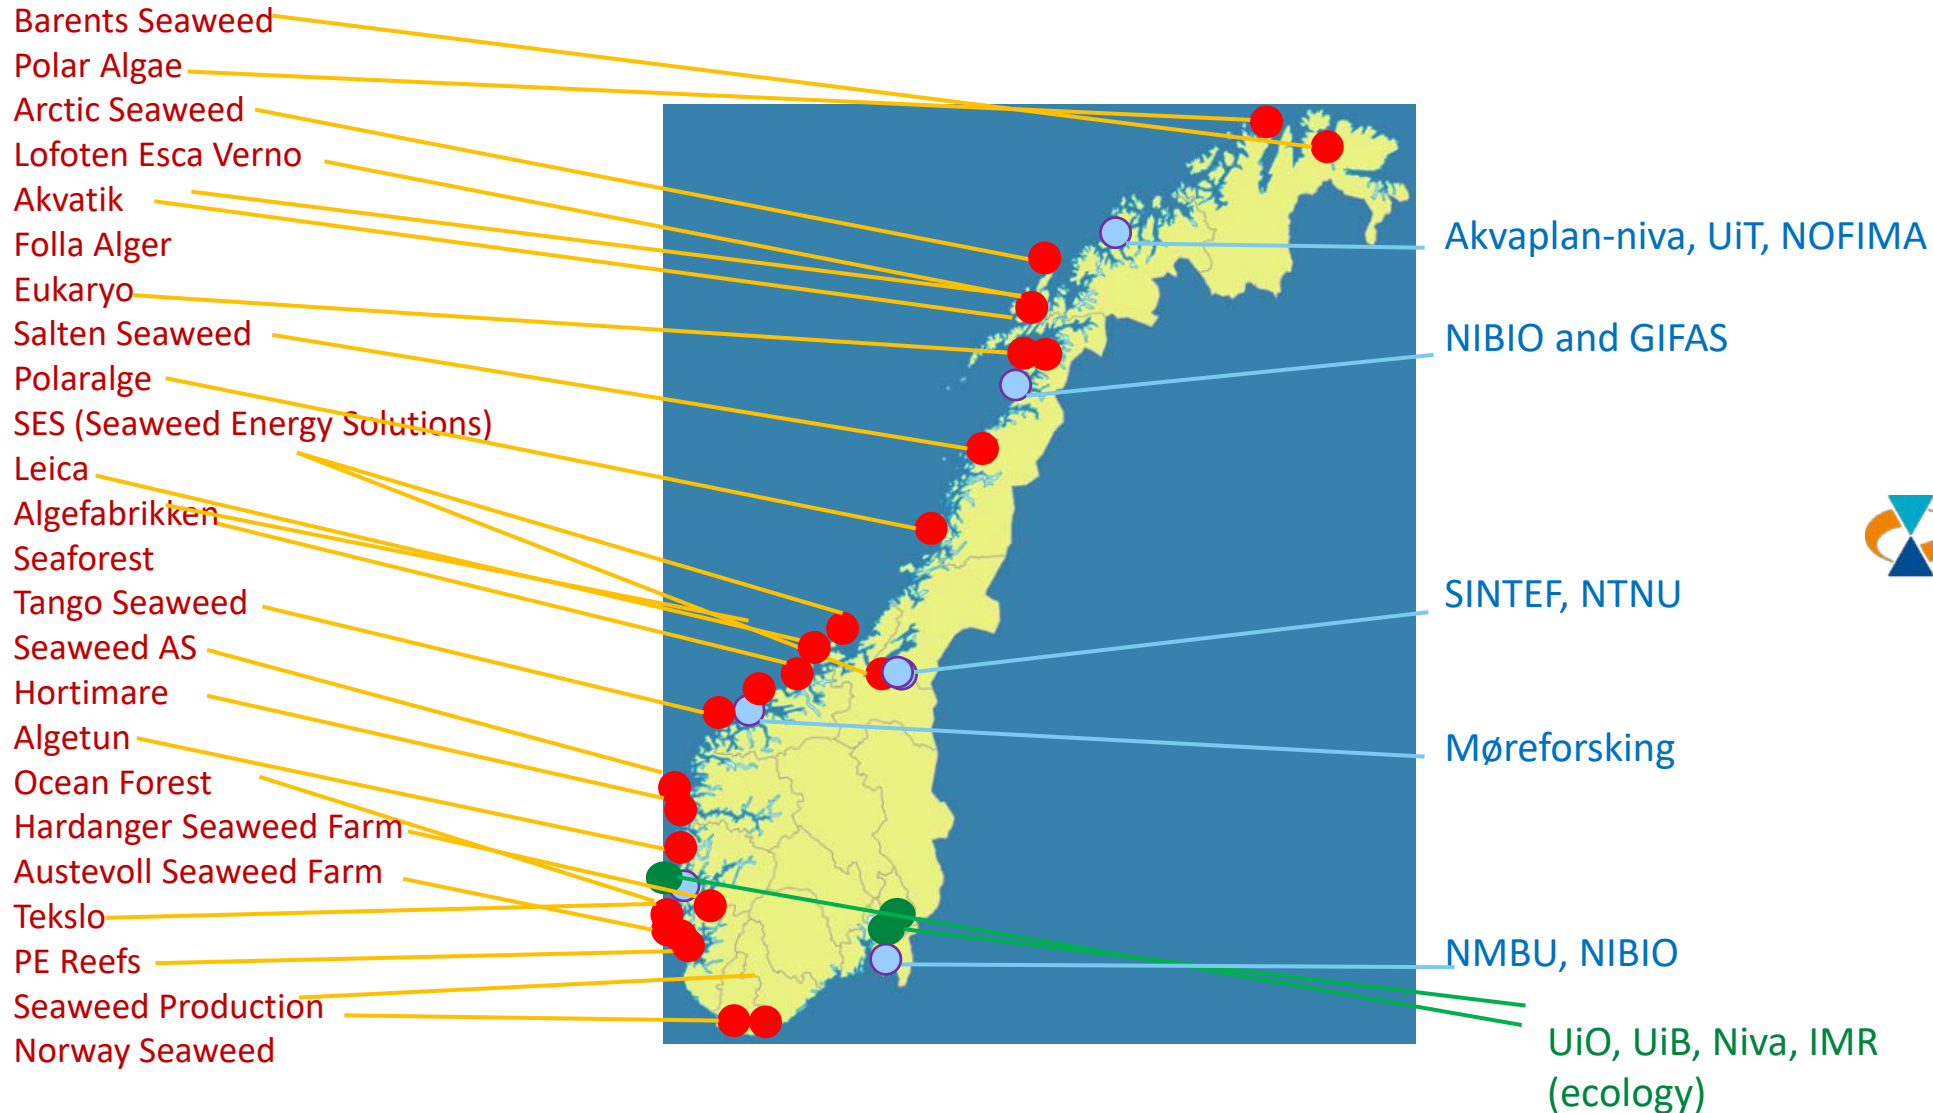 Barents Seaweed
Polar Algae
Arctic Seaweed
Lofoten Esca Verno
Akvatik
Folla Alger
Eukaryo
Salten Seaweed
Polaralge
SES (Seaweed Energy Solutions)
Leica
Algefabrikken
Seaforest
Tango Seaweed
Seaweed AS
Hortimare
Algetun
Ocean Forest
Hardanger Seaweed Farm
Austevoll Seaweed Farm
Tekslo
PE Reefs
Seaweed Production
Norway Seaweed
Akvaplan-niva, UiT, NOFIMA
NIBIO and GIFAS
SINTEF, NTNU
Møreforsking
NMBU, NIBIO
UiO, UiB, Niva, IMR
(ecology)